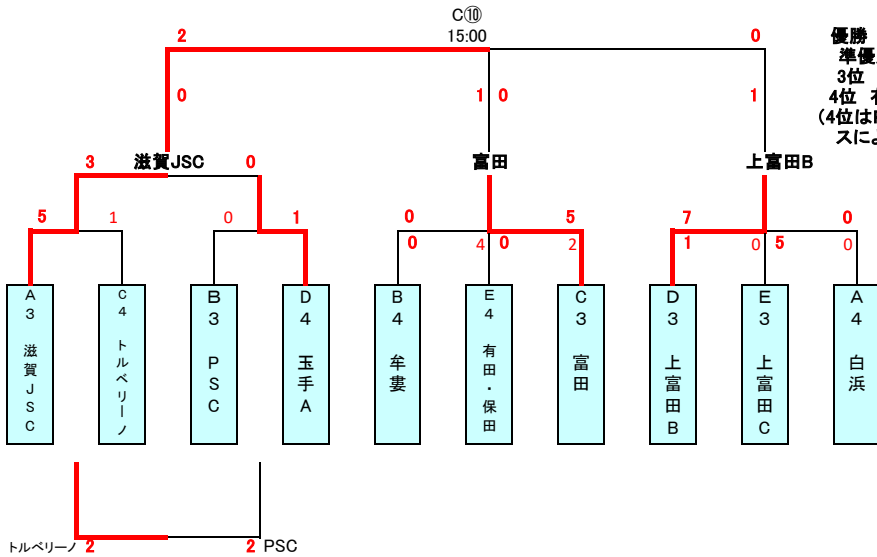 C⑩
2 15:00 0 優勝
準優
3位
0 1 0 1 4位
(4位は
スによ
3 滋賀JSC 0 富田 上富田B
5 1 0 1 0 5 7 0
0 4 0 2 1 0 5 0
A3 滋賀JSC
C4 トルベリーノ
B3 PSC
D4 玉手A
B4 牟婁
E4 有田・保田
C3 富田
D3 上富田B
E3 上富田C
A4 白浜
トルベリーノ 2 2 PSC